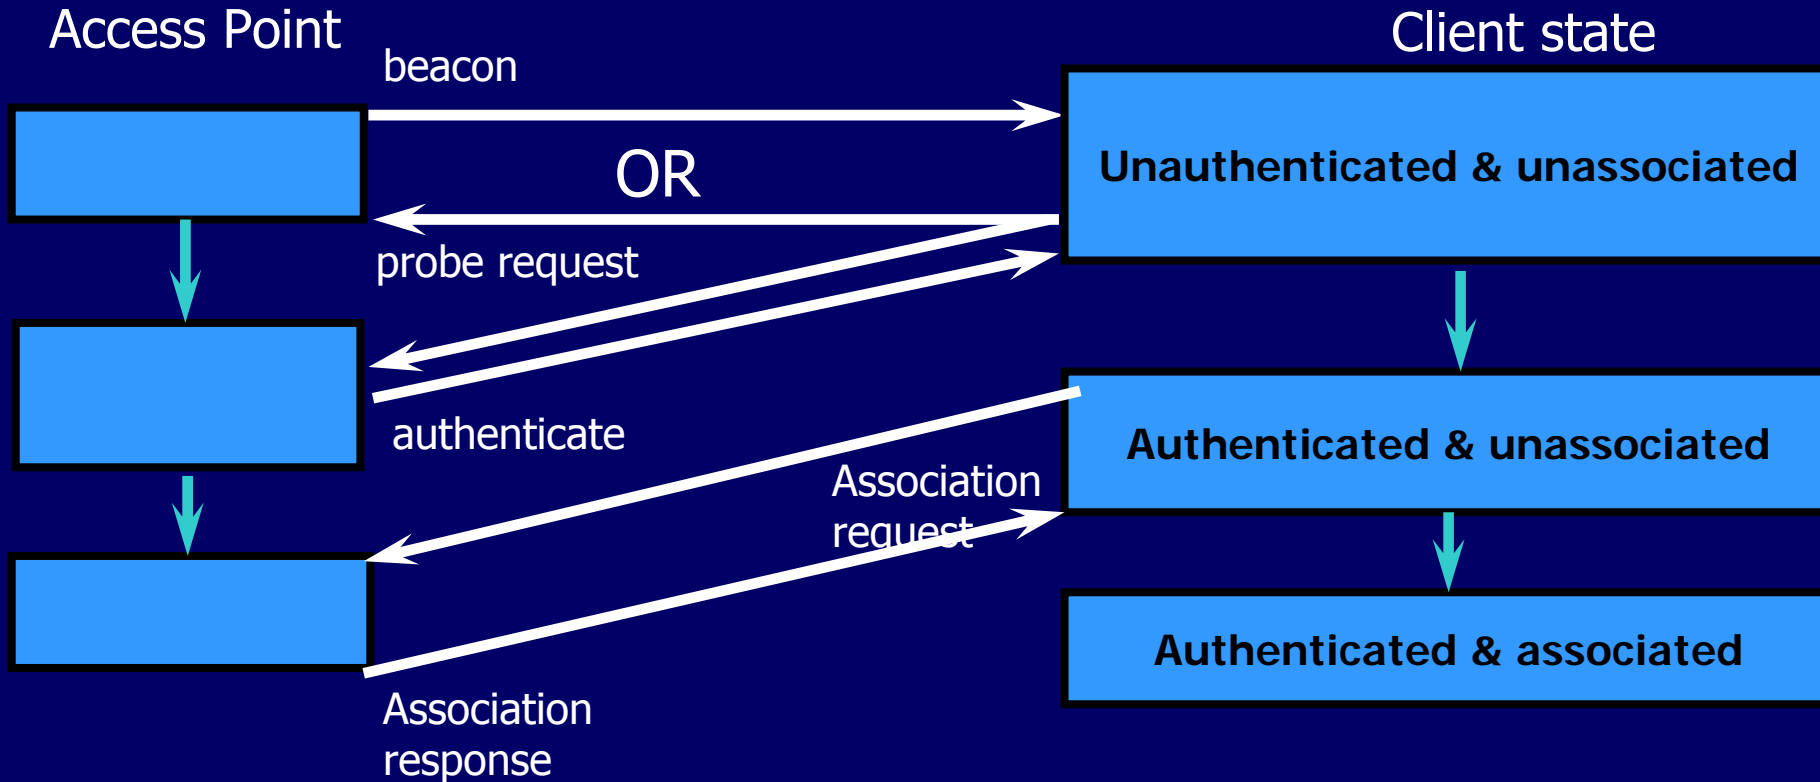 Access Point
Client state
beacon
Unauthenticated & unassociated
OR
probe request
authenticate
Authenticated & unassociated
Association
request
Authenticated & associated
Association
response